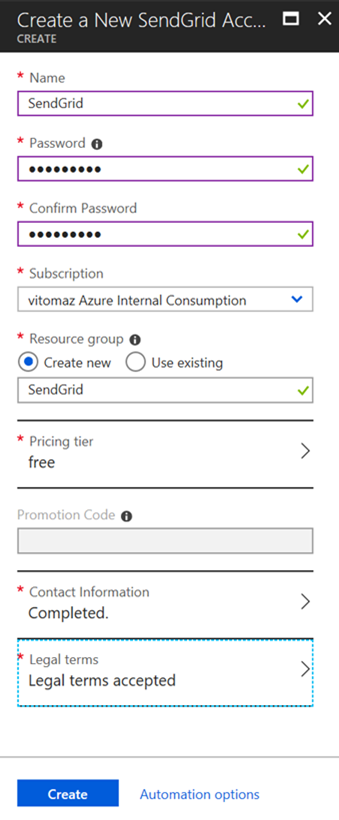 Create a New SendGrid Acc...
CREATE
* Name
SendGrid
* Password
•••••••••
* Confirm Password
•••••••••
* Subscription
vitomaz Azure Internal Consumption
* Resource group
Create new Use existing
SendGrid
* Pricing tier
free
Promotion Code
* Contact Information
Completed.
* Legal terms
Legal terms accepted
Create Automation options